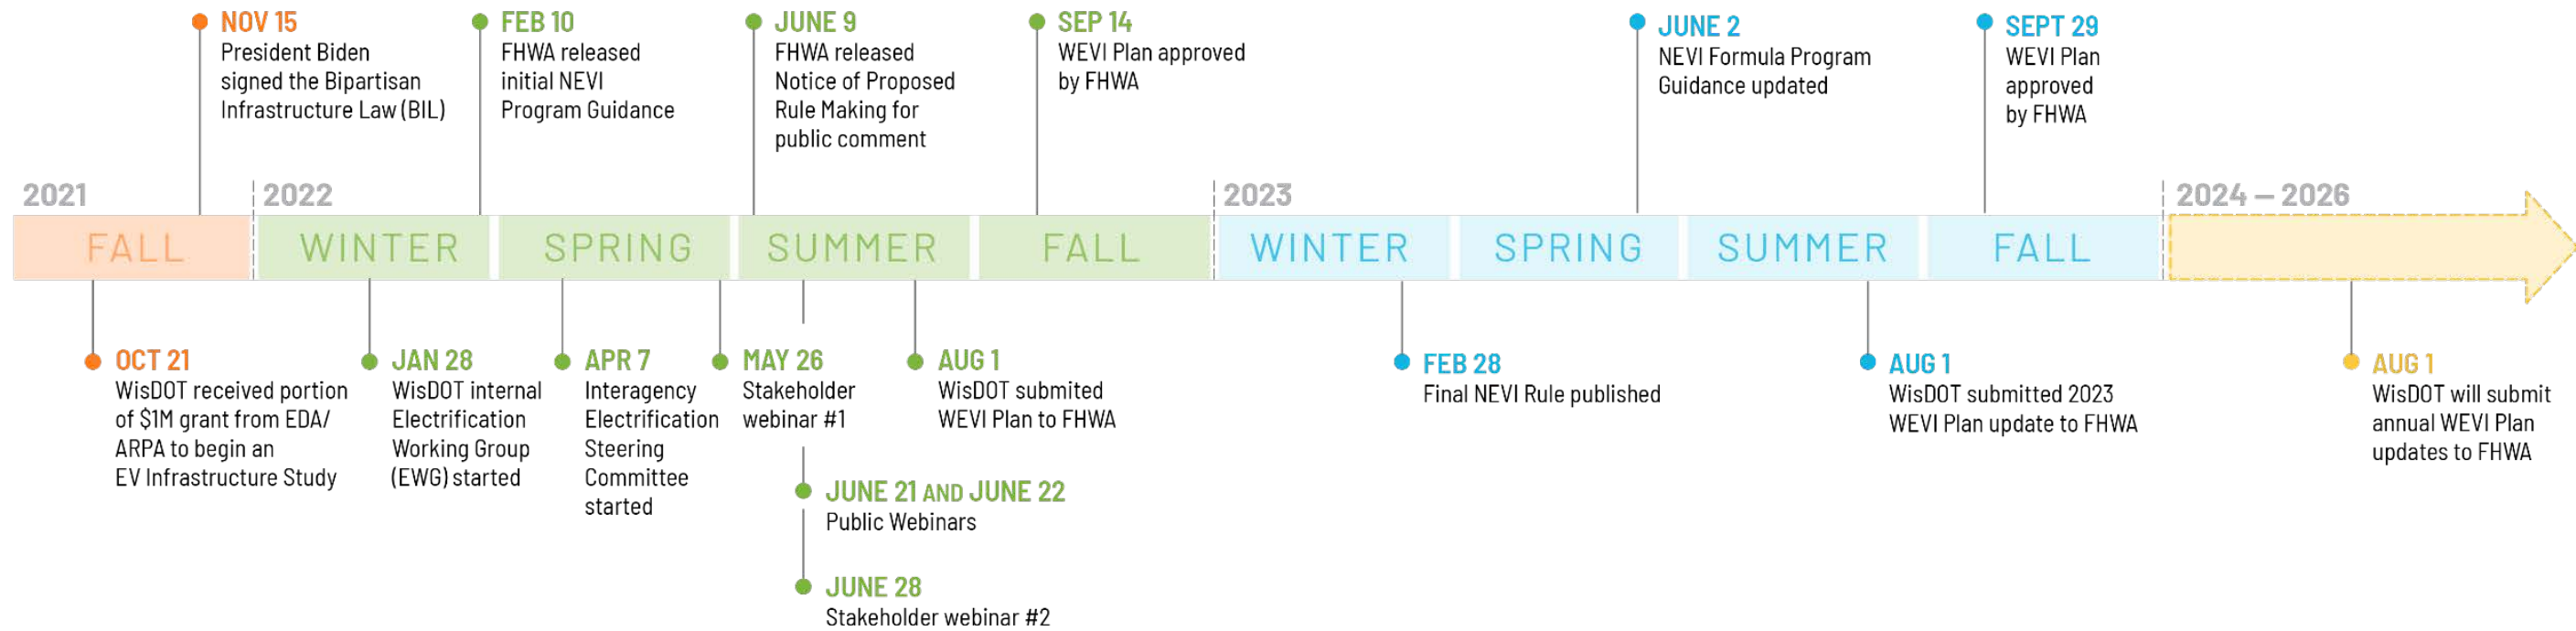 NOV 15
President Biden
signed the Bipartisan
Infrastructure Law (BIL)
FEB 10
FHWA released
initial NEVI
Program Guidance
JUNE 9
FHWA released
Notice of Proposed
Rule Making for
public comment
SEP 14
WEVI Plan approved
by FHWA
JUNE 2
NEVI Formula Program
Guidance updated
SEPT 29
WEVI Plan
approved
by FHWA
2021
2022
2023
2024 – 2026
FALL
WINTER
SPRING
SUMMER
FALL
WINTER
SPRING
SUMMER
FALL
OCT 21
WisDOT received portion
of $1M grant from EDA/
ARPA to begin an
EV Infrastructure Study
JAN 28
WisDOT internal
Electrification
Working Group
(EWG) started
APR 7
Interagency
Electrification
Steering
Committee
started
MAY 26
Stakeholder
webinar #1
JUNE 21 AND JUNE 22
Public Webinars
JUNE 28
Stakeholder webinar #2
AUG 1
WisDOT submited
WEVI Plan to FHWA
FEB 28
Final NEVI Rule published
AUG 1
WisDOT submitted 2023
WEVI Plan update to FHWA
AUG 1
WisDOT will submit
annual WEVI Plan
updates to FHWA